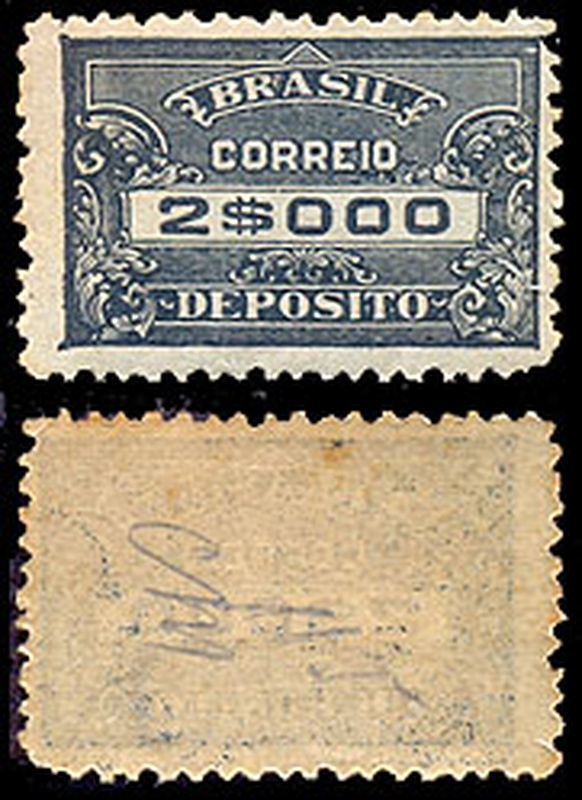 BRASIL
CORREIO
2$000
DEPOSITO